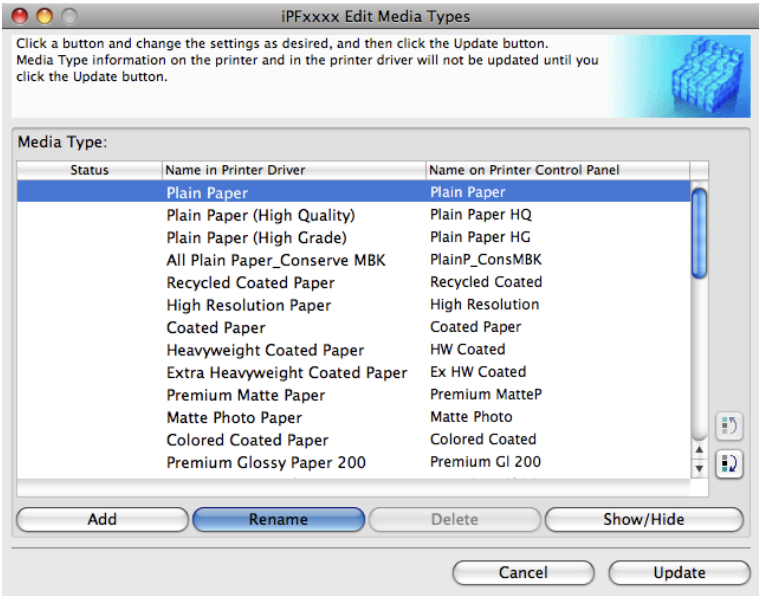 iPFxxxx Edit Media Types
Click a button and change the settings as desired, and then click the Update button.
Media Type information on the printer and in the printer driver will not be updated until you
click the Update button.
Media Type:
Status Name in Printer Driver Name on Printer Control Panel
Plain Paper Plain Paper
Plain Paper (High Quality) Plain Paper HQ
Plain Paper (High Grade) Plain Paper HG
All Plain Paper_Conserve MBK PlainP_ConsMBK
Recycled Coated Paper Recycled Coated
High Resolution Paper High Resolution
Coated Paper Coated Paper
Heavyweight Coated Paper HW Coated
Extra Heavyweight Coated Paper Ex HW Coated
Premium Matte Paper Premium MatteP
Matte Photo Paper Matte Photo
Colored Coated Paper Colored Coated
Premium Glossy Paper 200 Premium Gl 200
Add Rename Delete Show/Hide
Cancel Update